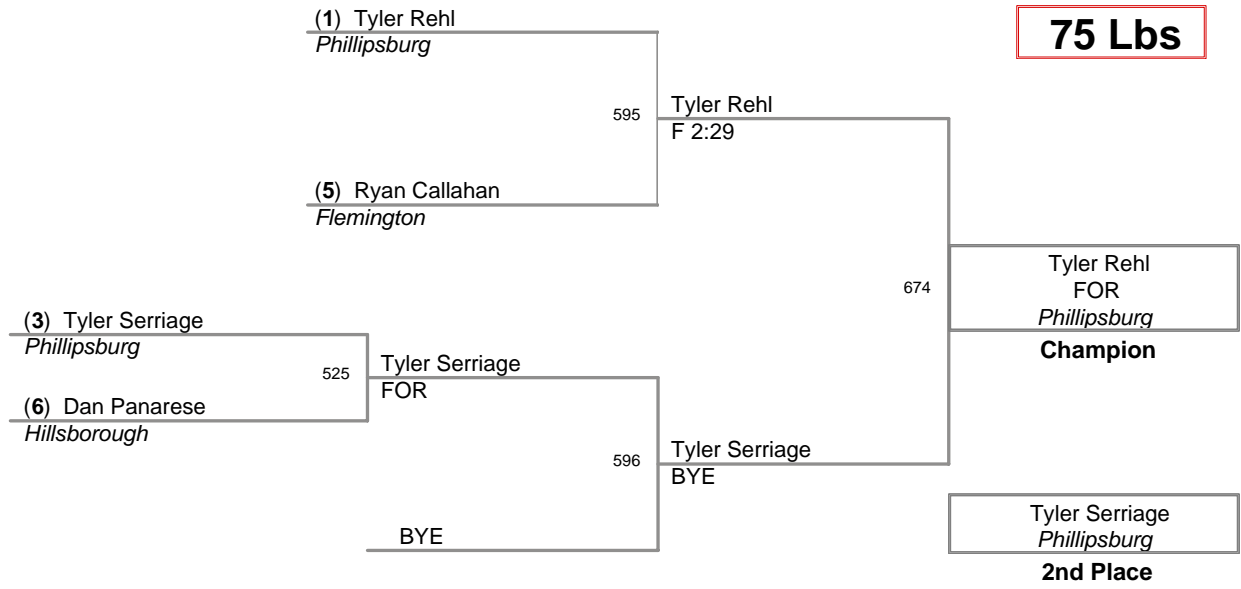 (1) Tyler Rehl
Phillipsburg
75 Lbs
595
Tyler Rehl
F 2:29
(5) Ryan Callahan
Flemington
674
Tyler Rehl
FOR
Phillipsburg
Champion
(3) Tyler Serriage
Phillipsburg
525
Tyler Serriage
FOR
(6) Dan Panarese
Hillsborough
596
Tyler Serriage
BYE
BYE
Tyler Serriage
Phillipsburg
2nd Place